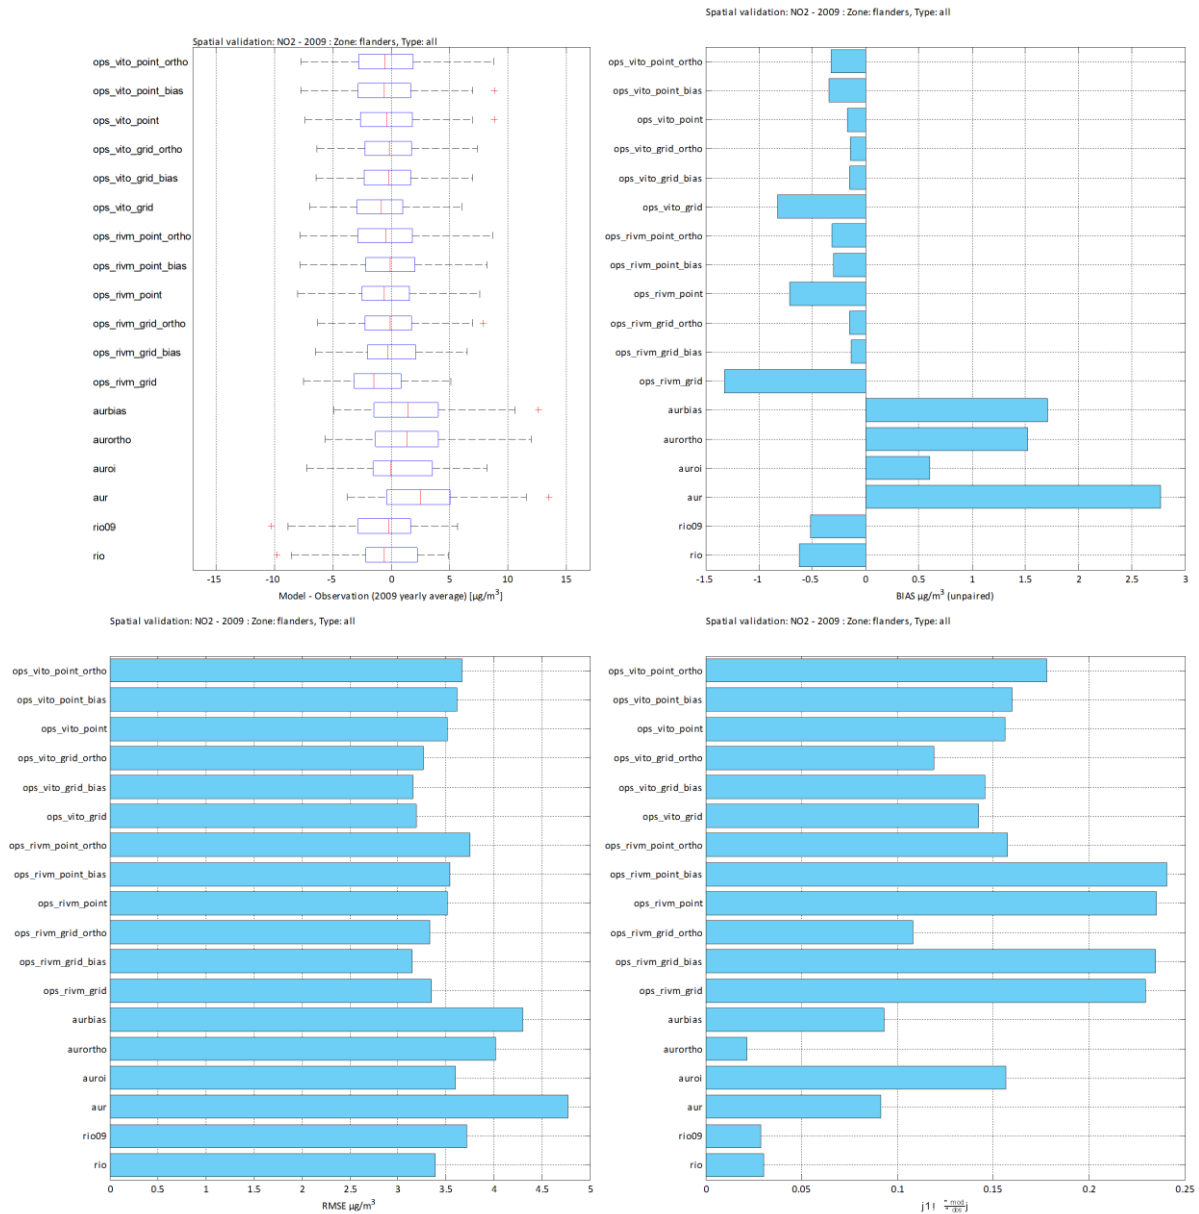 Spatial validation: NO2 - 2009 : Zone: flanders, Type: all
ops_vito_point_ortho
ops_vito_point_bias
ops_vito_point
ops_vito_grid_ortho
ops_vito_grid_bias
ops_vito_grid
ops_rivm_point_ortho
ops_rivm_point_bias
ops_rivm_point
ops_rivm_grid_ortho
ops_rivm_grid_bias
ops_rivm_grid
aurbias
aurortho
auroi
aur
rio09
rio
-15 -10 -5 0 5 10 15
Model - Observation (2009 yearly average) [µg/m³]
Spatial validation: NO2 - 2009 : Zone: flanders, Type: all
ops_vito_point_ortho
ops_vito_point_bias
ops_vito_point
ops_vito_grid_ortho
ops_vito_grid_bias
ops_vito_grid
ops_rivm_point_ortho
ops_rivm_point_bias
ops_rivm_point
ops_rivm_grid_ortho
ops_rivm_grid_bias
ops_rivm_grid
aurbias
aurortho
auroi
aur
rio09
rio
-1.5 -1 -0.5 0 0.5 1 1.5 2 2.5 3
BIAS µg/m³ (unpaired)
Spatial validation: NO2 - 2009 : Zone: flanders, Type: all
ops_vito_point_ortho
ops_vito_point_bias
ops_vito_point
ops_vito_grid_ortho
ops_vito_grid_bias
ops_vito_grid
ops_rivm_point_ortho
ops_rivm_point_bias
ops_rivm_point
ops_rivm_grid_ortho
ops_rivm_grid_bias
ops_rivm_grid
aurbias
aurortho
auroi
aur
rio09
rio
0 0.5 1 1.5 2 2.5 3 3.5 4 4.5 5
RMSE µg/m³
Spatial validation: NO2 - 2009 : Zone: flanders, Type: all
ops_vito_point_ortho
ops_vito_point_bias
ops_vito_point
ops_vito_grid_ortho
ops_vito_grid_bias
ops_vito_grid
ops_rivm_point_ortho
ops_rivm_point_bias
ops_rivm_point
ops_rivm_grid_ortho
ops_rivm_grid_bias
ops_rivm_grid
aurbias
aurortho
auroi
aur
rio09
rio
0 0.05 0.1 0.15 0.2 0.25